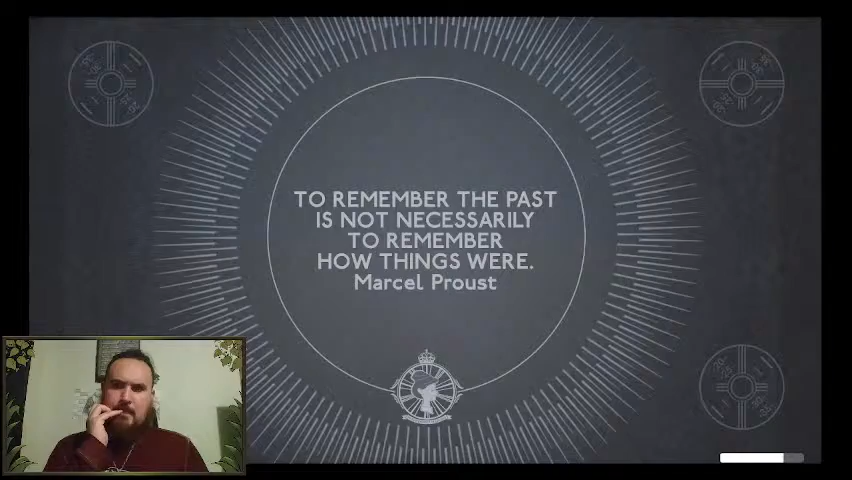 TO REMEMBER THE PAST
IS NOT NECESSARILY
TO REMEMBER
HOW THINGS WERE.
Marcel Proust